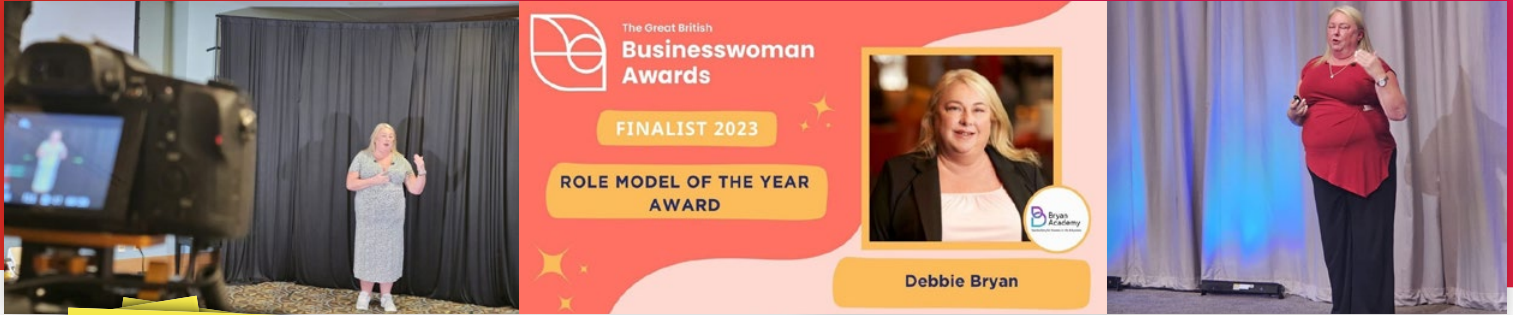 The Great British
Businesswoman
Awards
FINALIST 2023
ROLE MODEL OF THE YEAR
AWARD
Bryan
Academy
Debbie Bryan